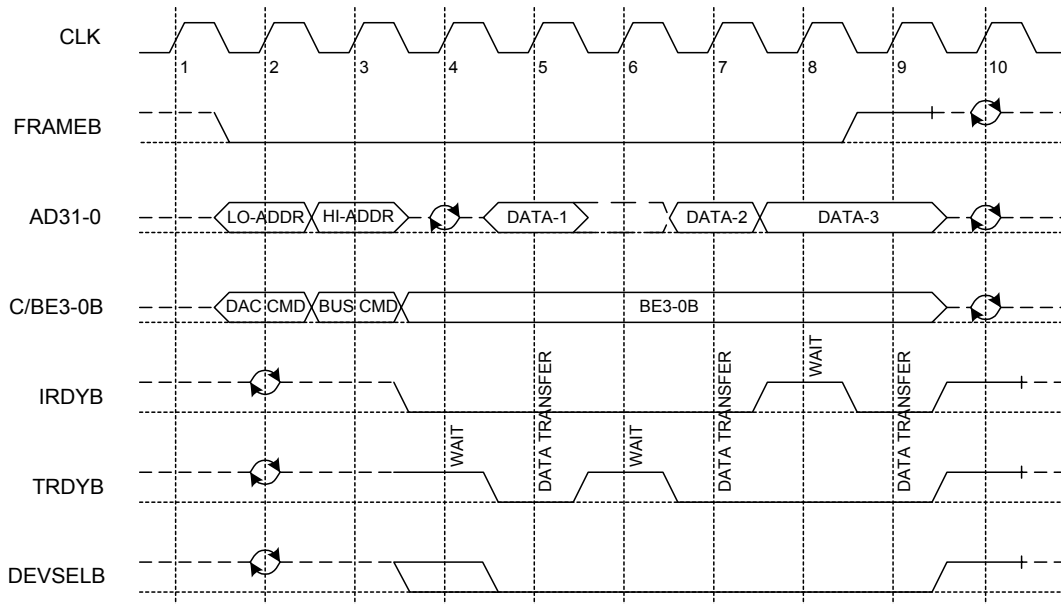 CLK
1 2 3 4 5 6 7 8 9 10
FRAMEB
AD31-0
LO-ADDR HI-ADDR DATA-1 DATA-2 DATA-3
C/BE3-0B
DAC CMD BUS CMD BE3-0B
IRDYB
WAIT
DATA TRANSFER
WAIT
DATA TRANSFER
WAIT
DATA TRANSFER
TRDYB
DEVSELB